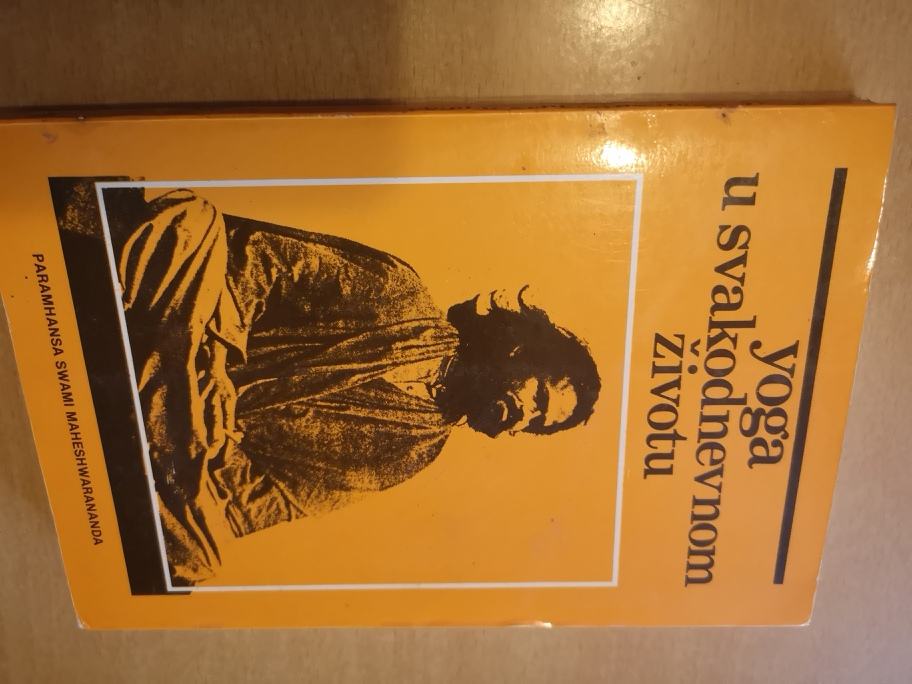 yoga
u svakodnevnom
životu
PARAMHANSA SWAMI MAHESHWARANANDA